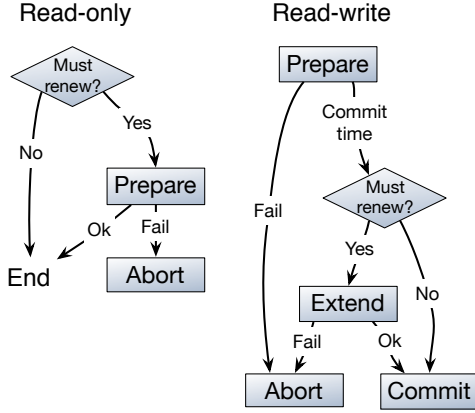 Read-only
Must
renew?
No
Yes
Prepare
Ok
Fail
End
Abort
Read-write
Prepare
Commit
time
Fail
Must
renew?
Yes
No
Extend
Fail
Ok
Abort
Commit